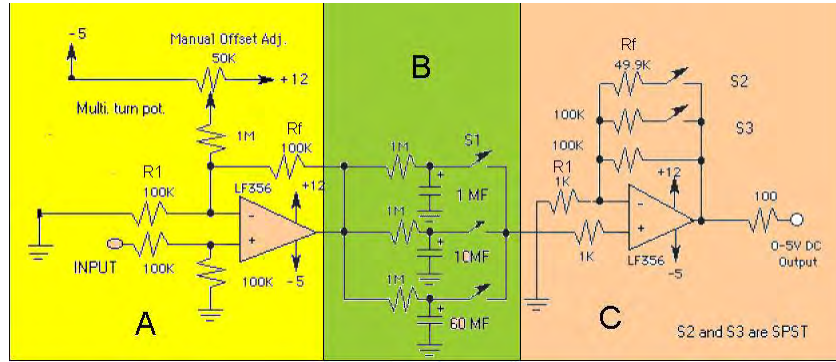 -5
Manual Offset Adj.
50K
+12
Multi. turn pot.
1M
Rf
100K
R1
100K
LF356
+12
-
+
INPUT
100K
100K
-5
A
B
1M
S1
+
1 MF
1M
+
10MF
1M
+
60 MF
C
Rf
49.9K
S2
100K
S3
100K
R1
1K
+12
-
+
1K
LF356
-5
100
0-5V DC
Output
S2 and S3 are SPST